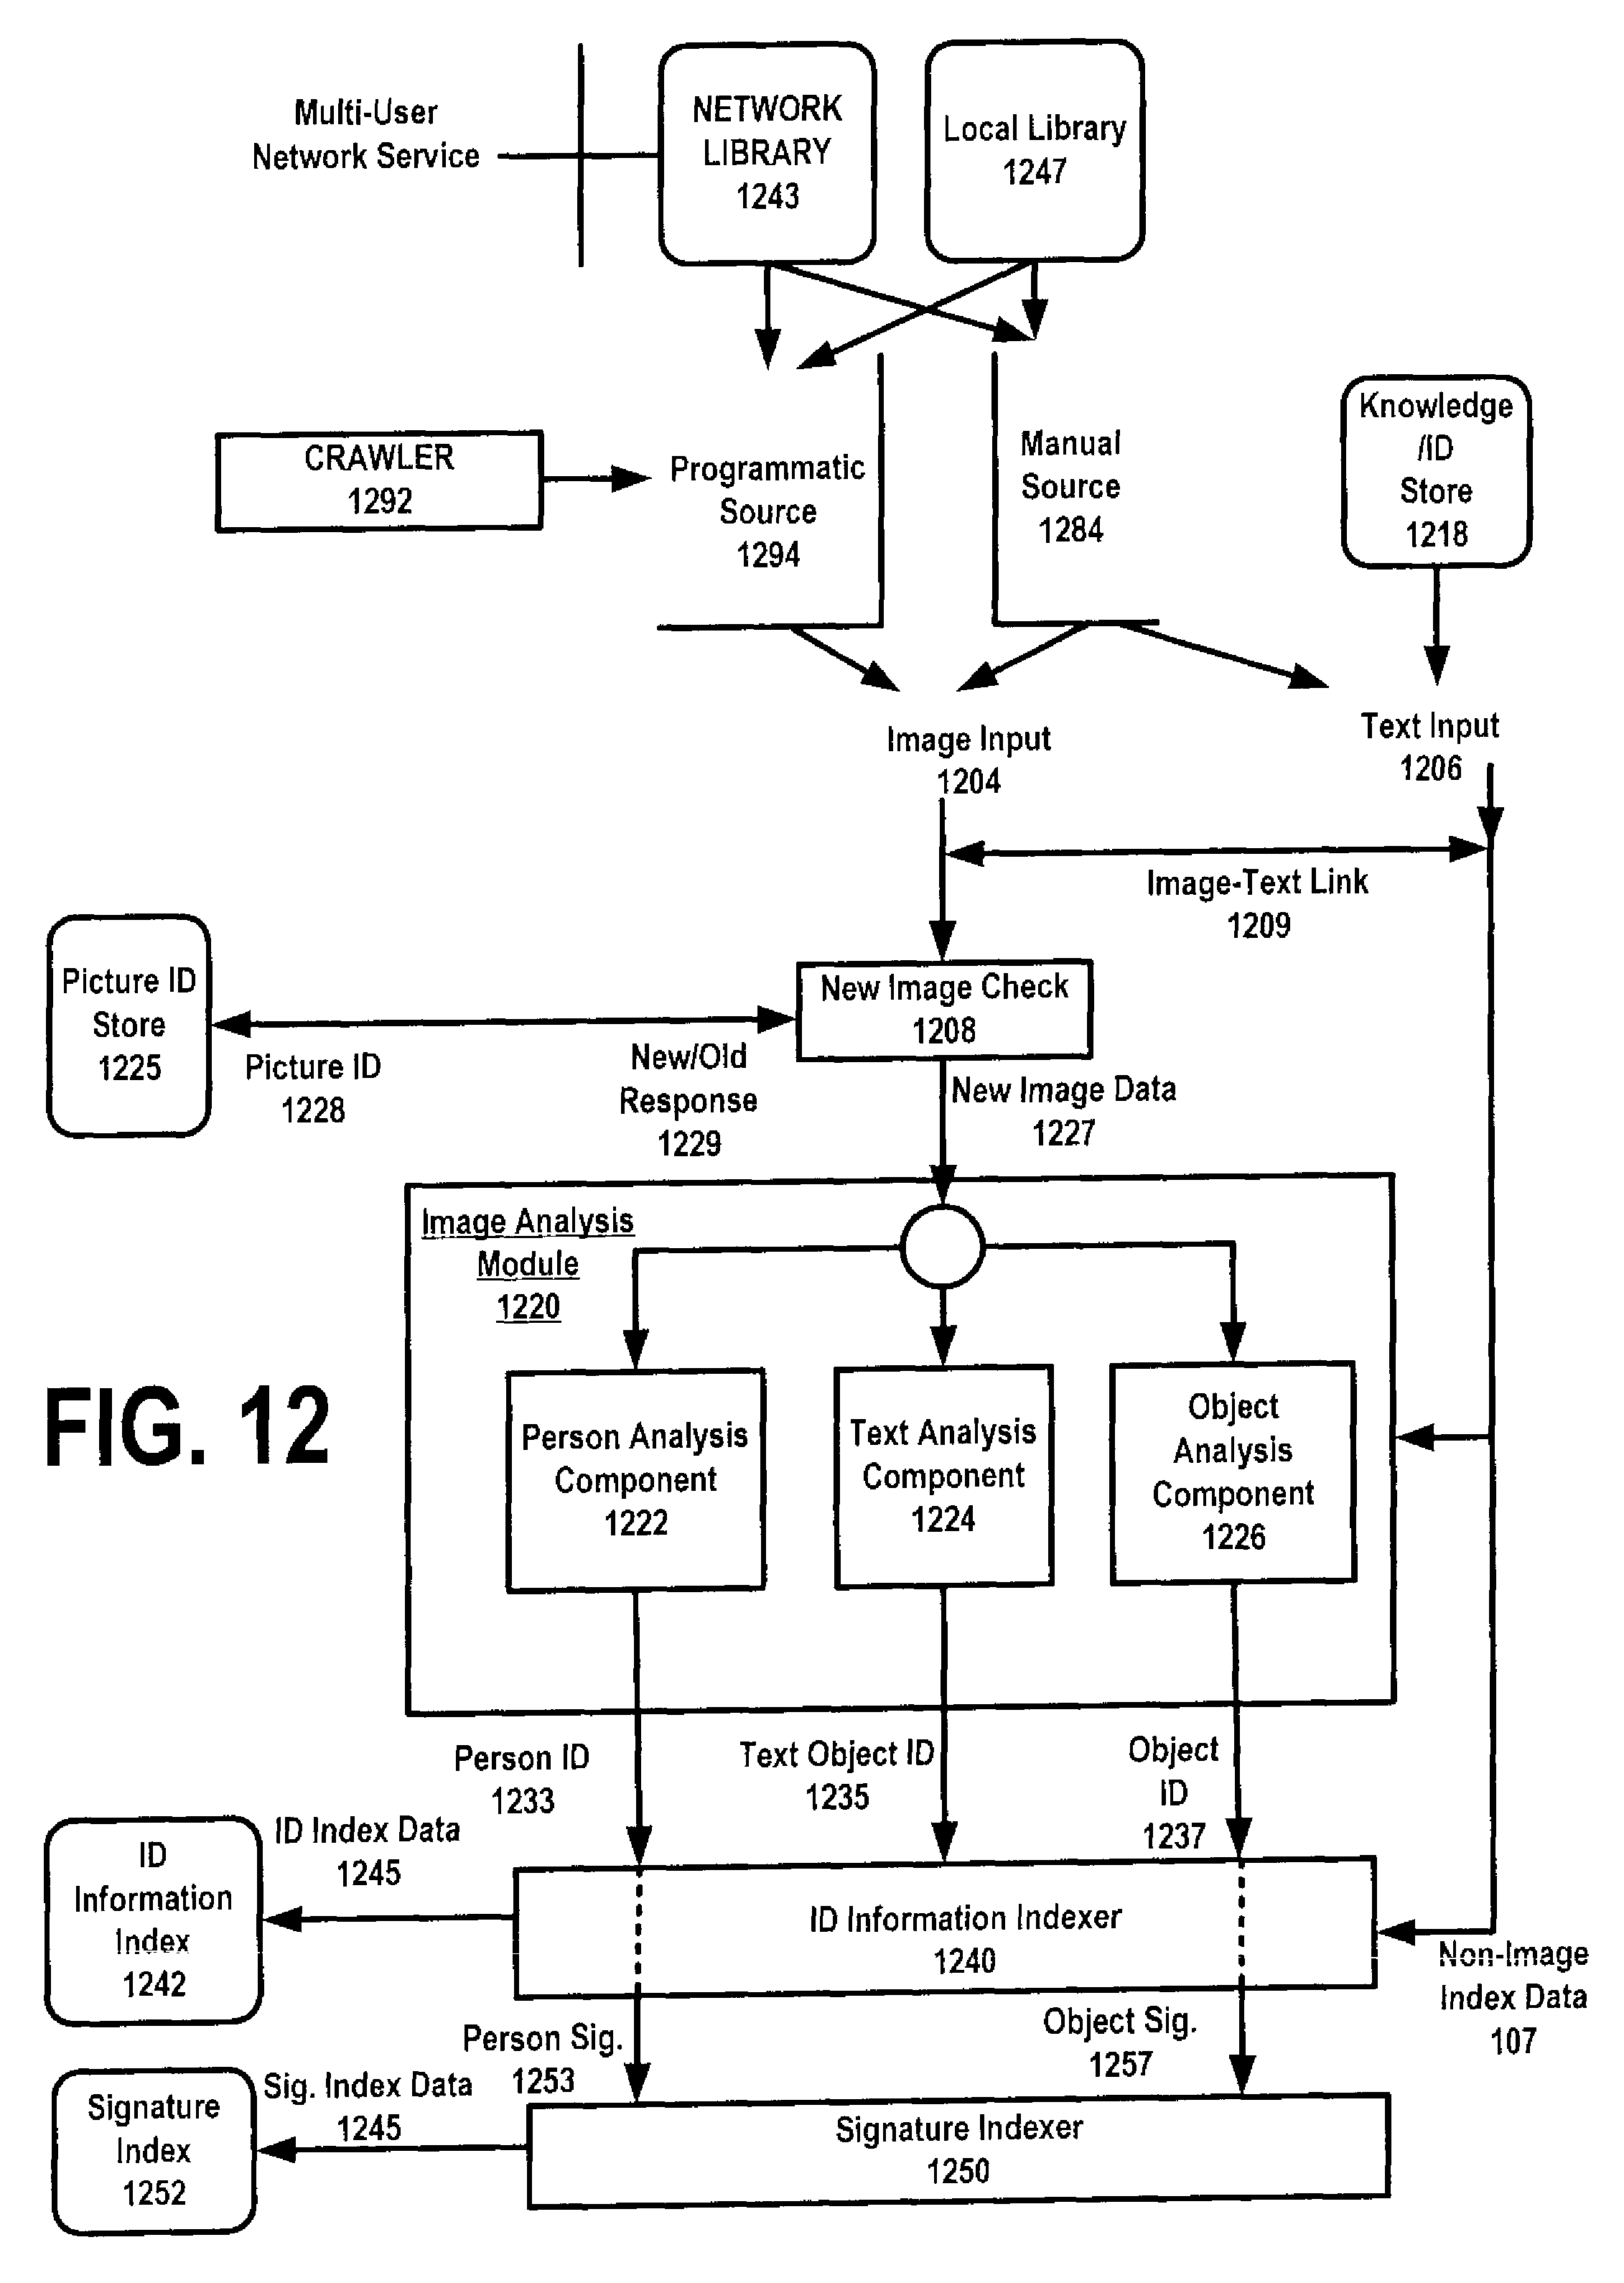 Multi-User
Network Service
NETWORK
LIBRARY
1243
Local Library
1247
CRAWLER
1292
Programmatic
Source
1294
Manual
Source
1284
Knowledge
/ID
Store
1218
Image Input
1204
Text Input
1206
Image-Text Link
1209
Picture ID
Store
1225
Picture ID
1228
New/Old
Response
1229
New Image Check
1208
New Image Data
1227
Image Analysis
Module
1220
FIG. 12
Person Analysis
Component
1222
Text Analysis
Component
1224
Object
Analysis
Component
1226
Person ID
1233
Text Object ID
1235
Object
ID
1237
ID
Information
Index
1242
ID Index Data
1245
ID Information Indexer
1240
Non-Image
Index Data
107
Person Sig.
1253
Object Sig.
1257
Signature
Index
1252
Sig. Index Data
1245
Signature Indexer
1250